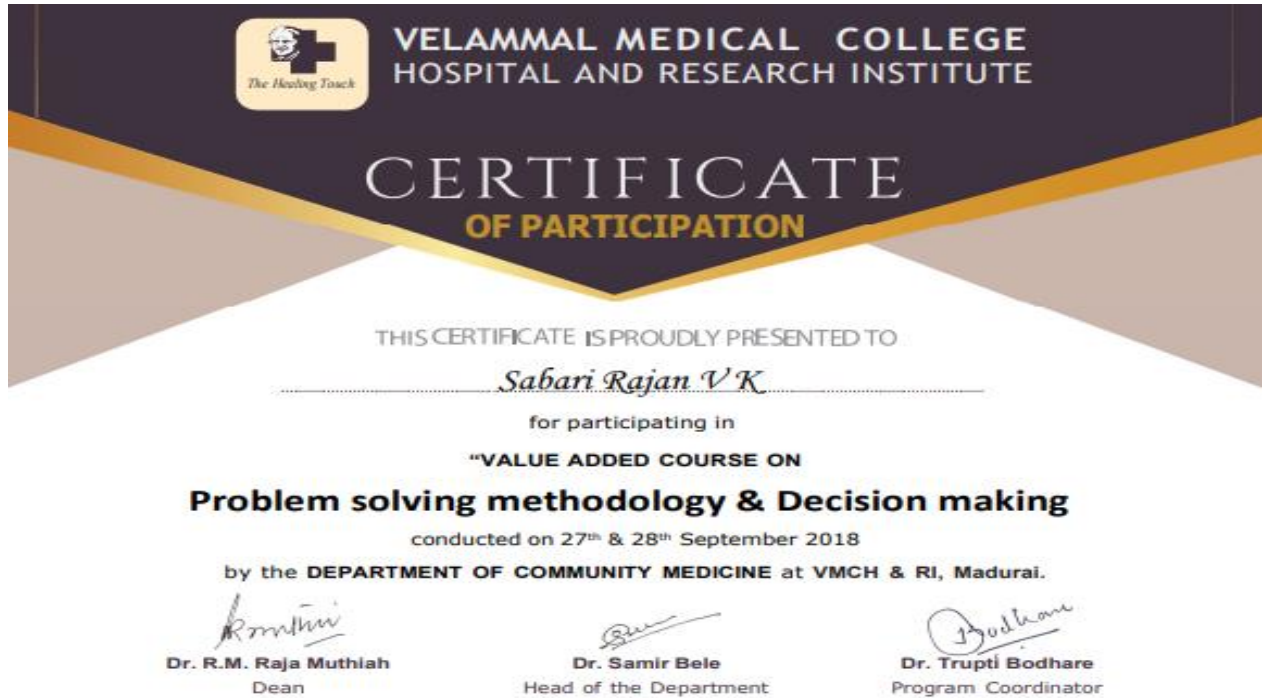 The Healing Touch
VELAMMAL MEDICAL COLLEGE
HOSPITAL AND RESEARCH INSTITUTE
CERTIFICATE
OF PARTICIPATION
THIS CERTIFICATE IS PROUDLY PRESENTED TO
Sabari Rajan V K
for participating in
"VALUE ADDED COURSE ON
Problem solving methodology & Decision making
conducted on 27th & 28th September 2018
by the DEPARTMENT OF COMMUNITY MEDICINE at VMCH & RI, Madurai.
Bodhare
Dr. R.M. Raja Muthiah Dr. Samir Bele Dr. Trupti Bodhare
Dean Head of the Department Program Coordinator